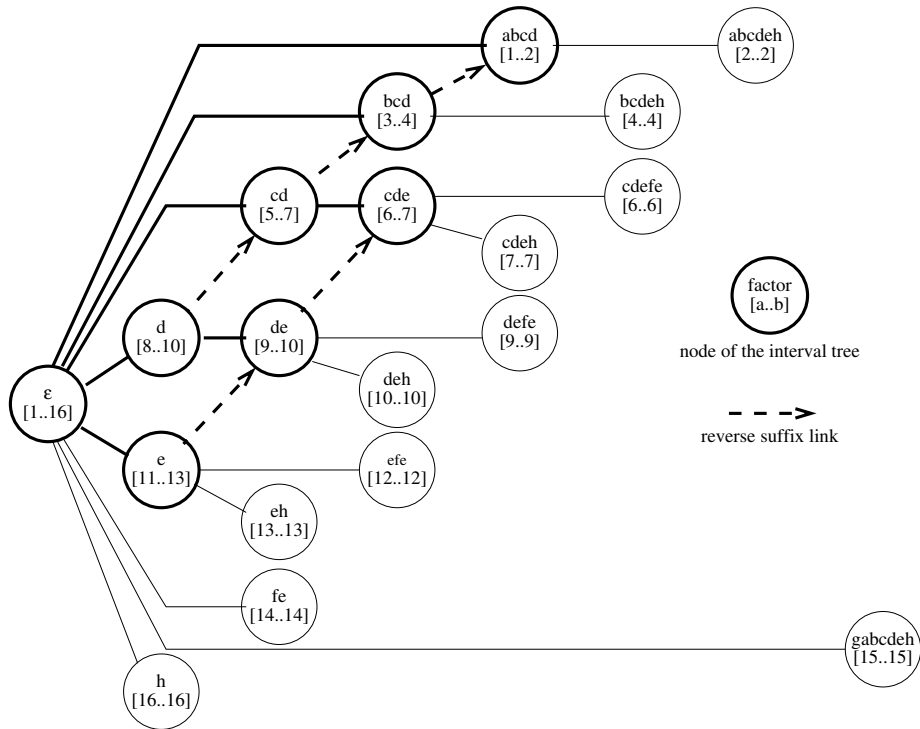 abcd
[1..2]
abcdeh
[2..2]
bcd
[3..4]
bcdeh
[4..4]
cd
[5..7]
cde
[6..7]
cdefe
[6..6]
cdeh
[7..7]
factor
[a..b]
node of the interval tree
d
[8..10]
de
[9..10]
defe
[9..9]
deh
[10..10]
ε
[1..16]
reverse suffix link
e
[11..13]
efe
[12..12]
eh
[13..13]
fe
[14..14]
gabcdeh
[15..15]
h
[16..16]